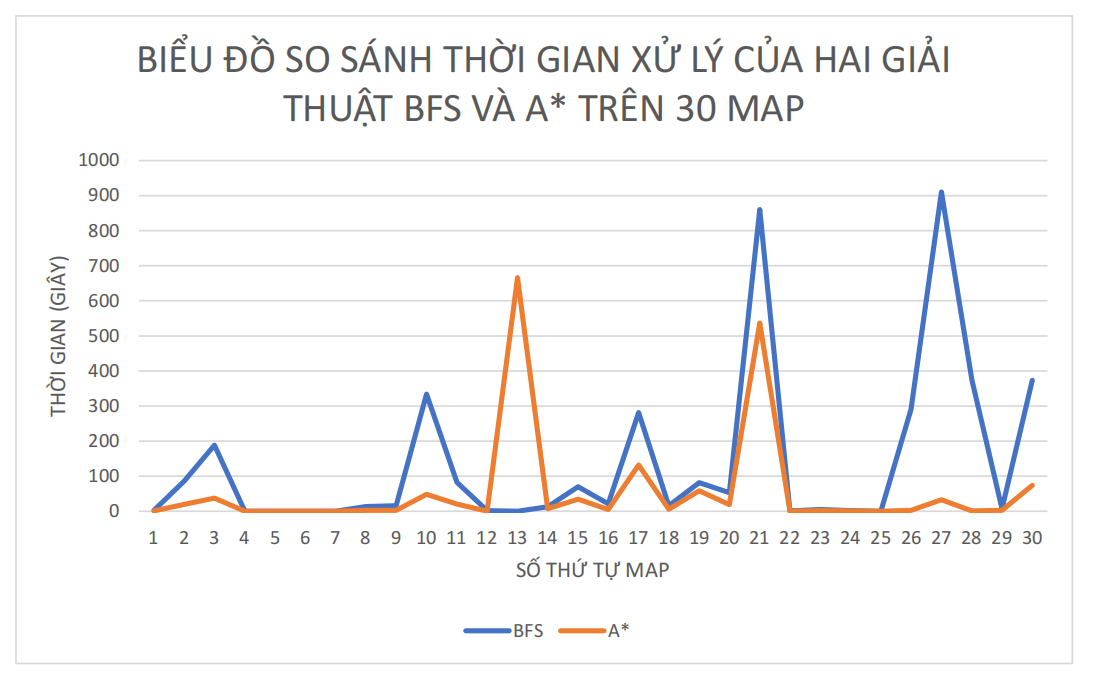 BIỂU ĐỒ SO SÁNH THỜI GIAN XỬ LÝ CỦA HAI GIẢI
THUẬT BFS VÀ A* TRÊN 30 MAP
1000
900
800
700
600
500
400
300
200
100
0
THỜI GIAN (GIÂY)
1 2 3 4 5 6 7 8 9 10 11 12 13 14 15 16 17 18 19 20 21 22 23 24 25 26 27 28 29 30
SỐ THỨ TỰ MAP
BFS A*